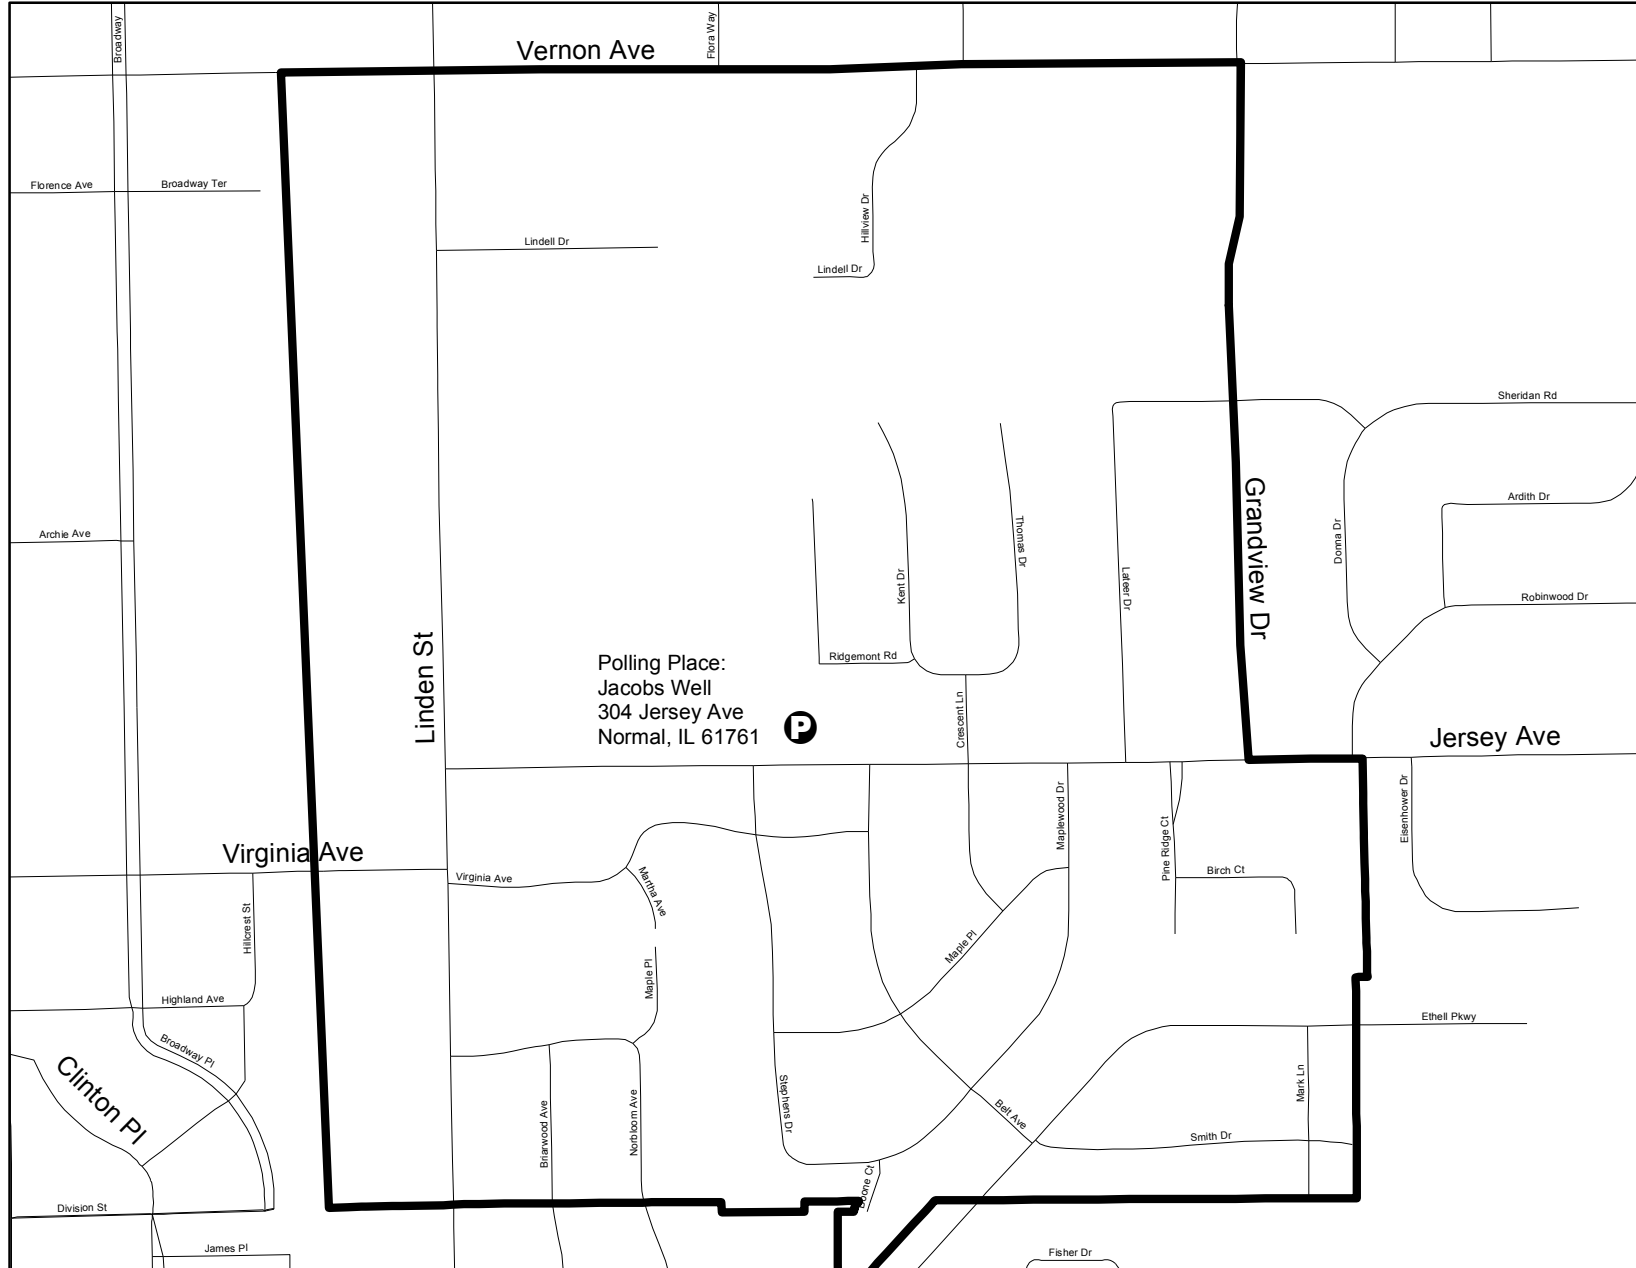 Broadway
Flora Way
Vernon Ave
Florence Ave
Broadway Ter
Hillview Dr
Lindell Dr
Lindell Dr
Sheridan Rd
Ardith Dr
Grandview Dr
Donna Dr
Thomas Dr
Archie Ave
Kent Dr
Lateer Dr
Robinwood Dr
Linden St
Ridgemont Rd
Polling Place:
Jacobs Well
304 Jersey Ave
Normal, IL 61761
P
Crescent Ln
Jersey Ave
Maplewood Dr
Eisenhower Dr
Pine Ridge Ct
Virginia Ave
Virginia Ave
Martha Ave
Birch Ct
Hillcrest St
Maple Pl
Maple Pl
Highland Ave
Ethell Pkwy
Broadway Pl
Clinton Pl
Mark Ln
Stephens Dr
Belt Ave
Briarwood Ave
Norbloom Ave
Smith Dr
Boone Ct
Division St
James Pl
Fisher Dr